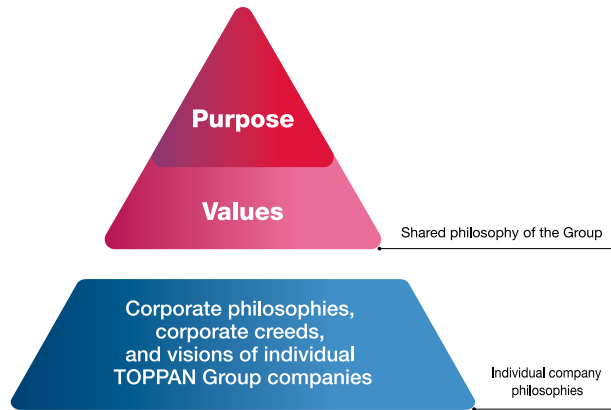 Purpose
Values
Shared philosophy of the Group
Corporate philosophies,
corporate creeds,
and visions of individual
TOPPAN Group companies
Individual company
philosophies